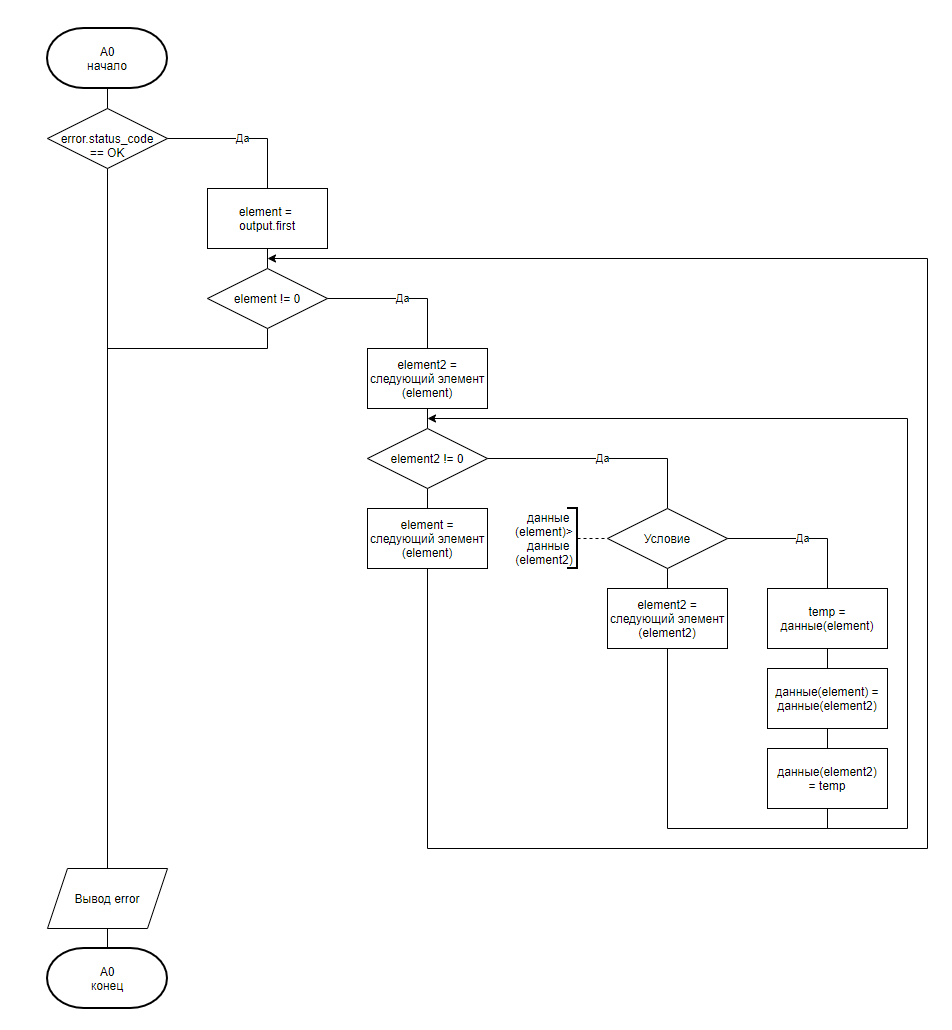 A0
начало
error.status_code
== OK
Да
element =
output.first
element != 0
Да
element2 =
следующий элемент
(element)
element2 != 0
Да
element =
следующий элемент
(element)
данные
(element)>
данные
(element2)
Условие
Да
element2 =
следующий элемент
(element2)
temp =
данные(element)
данные(element) =
данные(element2)
данные(element2)
= temp
Вывод error
A0
конец